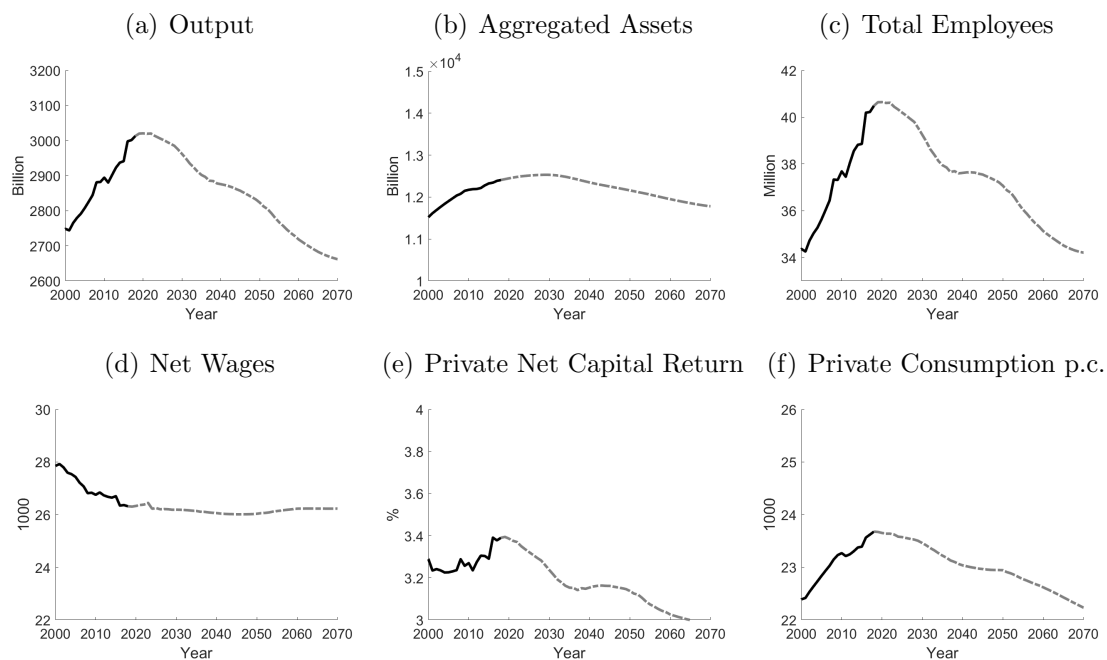 (a) Output
3200
3100
3000
2900
2800
2700
2600
Billion
2000 2010 2020 2030 2040 2050 2060 2070
Year
(b) Aggregated Assets
×10⁴
1.5
1.4
1.3
1.2
1.1
1
Billion
2000 2010 2020 2030 2040 2050 2060 2070
Year
(c) Total Employees
42
40
38
36
34
Million
2000 2010 2020 2030 2040 2050 2060 2070
Year
(d) Net Wages
30
28
26
24
22
1000
2000 2010 2020 2030 2040 2050 2060 2070
Year
(e) Private Net Capital Return
4
3.8
3.6
3.4
3.2
3
%
2000 2010 2020 2030 2040 2050 2060 2070
Year
(f) Private Consumption p.c.
26
25
24
23
22
1000
2000 2010 2020 2030 2040 2050 2060 2070
Year